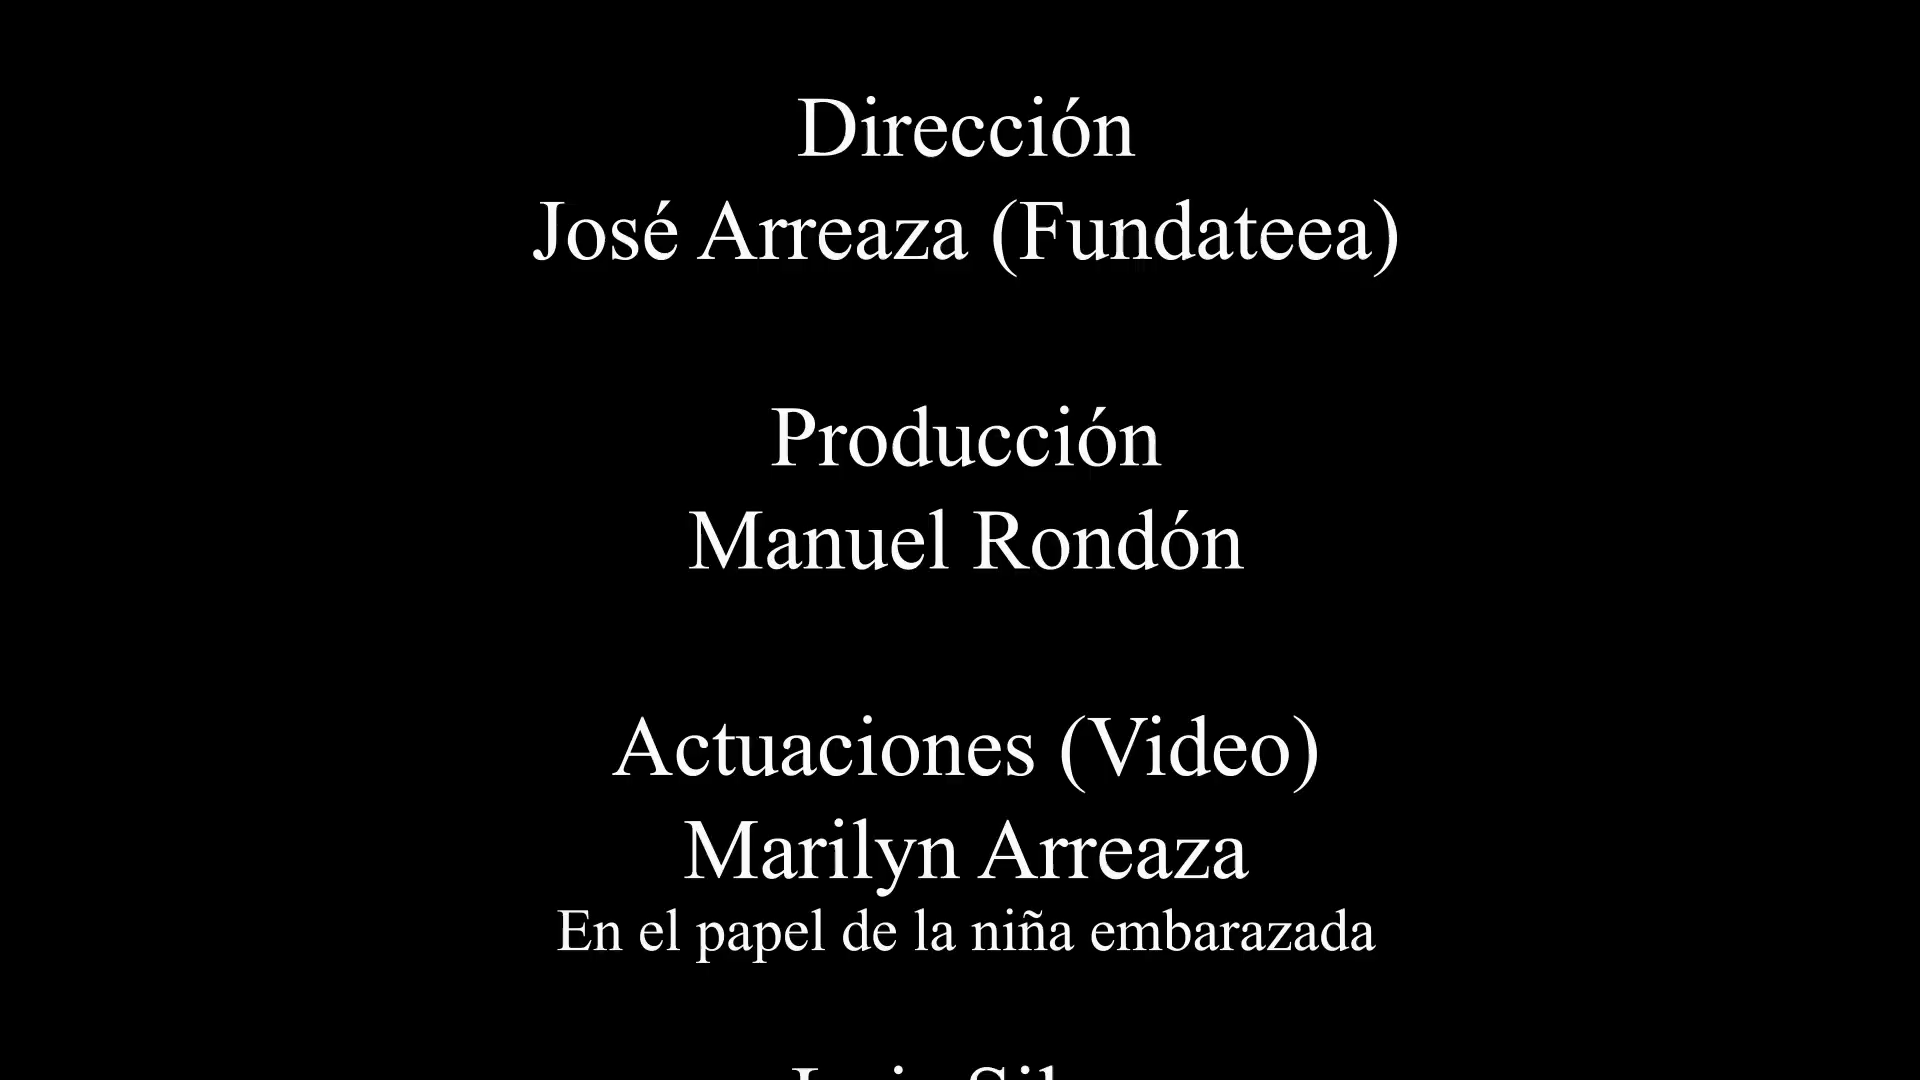 Dirección
José Arreaza (Fundateea)
Producción
Manuel Rondón
Actuaciones (Video)
Marilyn Arreaza
En el papel de la niña embarazada